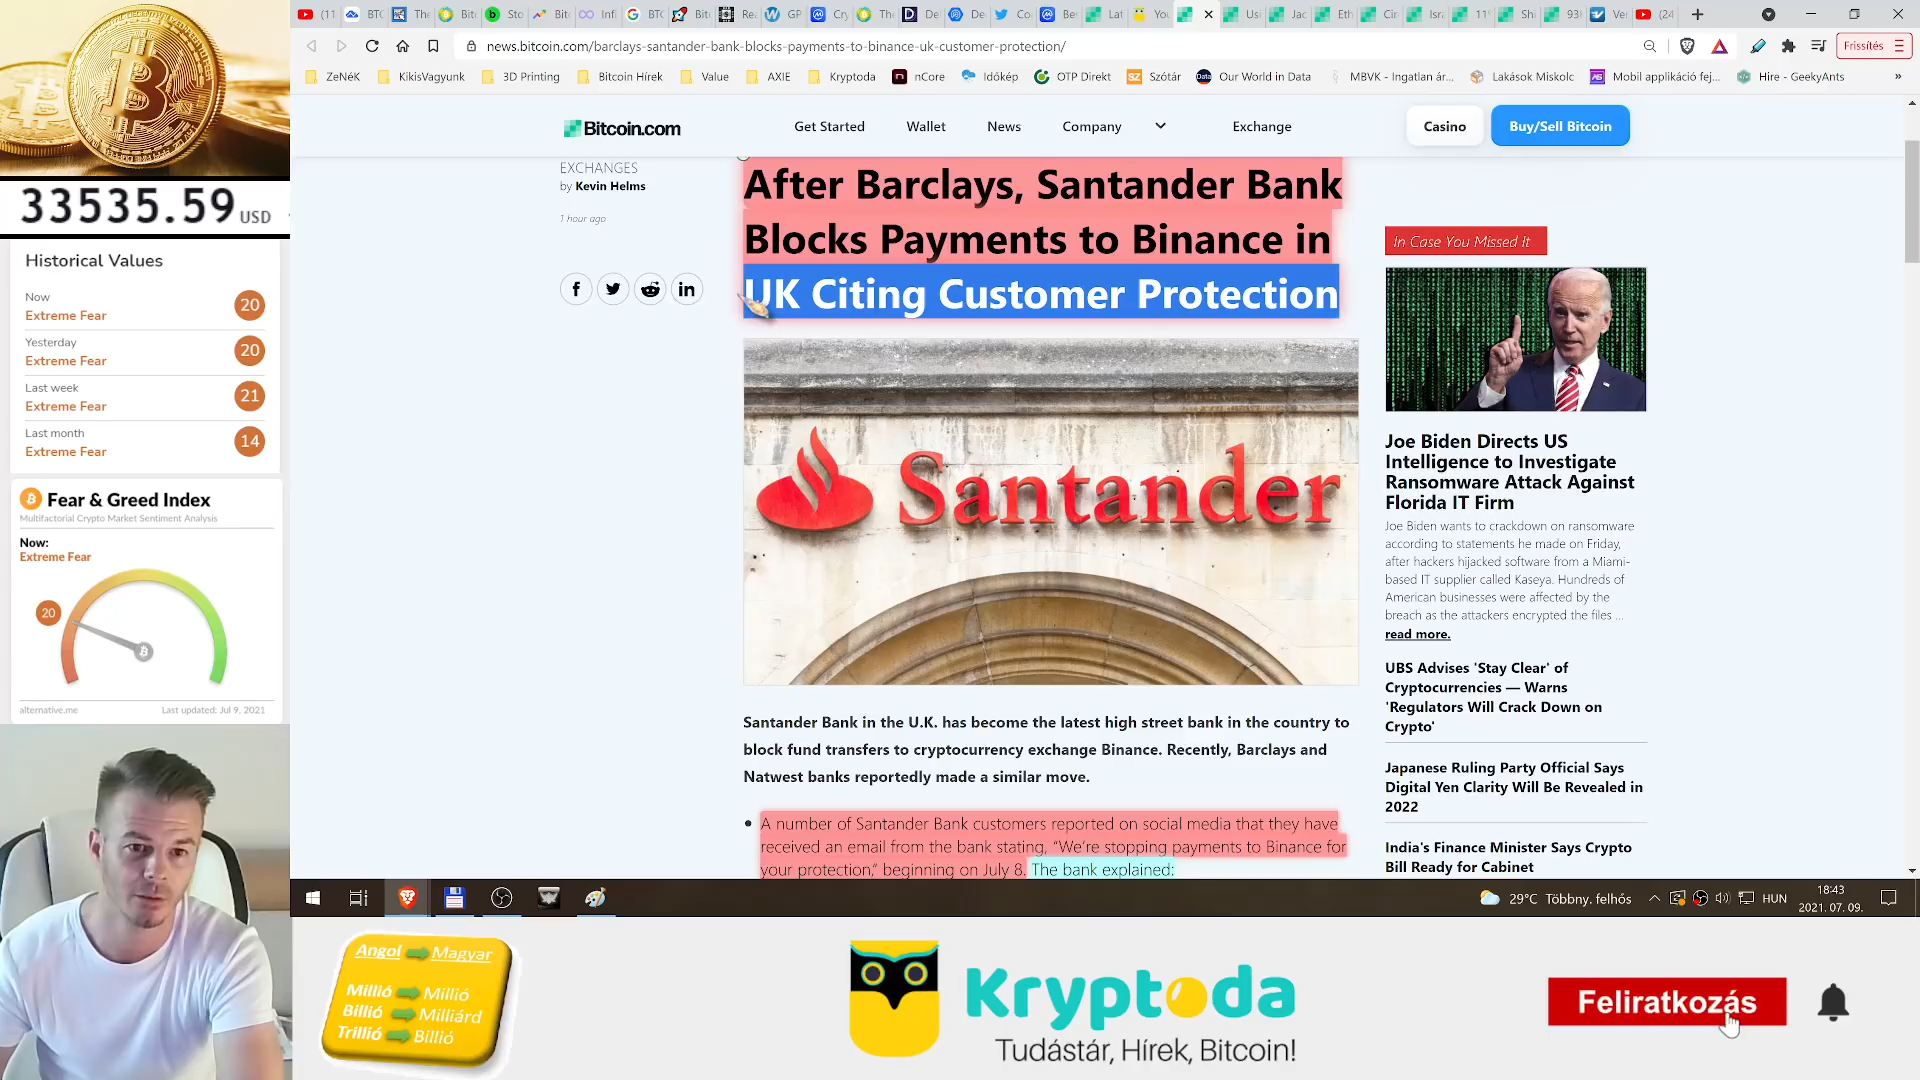 33535.59 USD
Historical Values
Now
Extreme Fear
20
Yesterday
Extreme Fear
20
Last week
Extreme Fear
21
Last month
Extreme Fear
14
Fear & Greed Index
Multifactorial Crypto Market Sentiment Analysis
Now:
Extreme Fear
20
alternative.me
Last updated: Jul 9, 2021
news.bitcoin.com/barclays-santander-bank-blocks-payments-to-binance-uk-customer-protection/
Frissítés
ZeNéK
KikisVagyunk
3D Printing
Bitcoin Hírek
Value
AXIE
Kryptoda
nCore
Időkép
OTP Direkt
SZ Szótár
Our World in Data
MBVK - Ingatlan ár...
Lakások Miskolc
Mobil applikáció fej...
Hire - GeekyAnts
Bitcoin.com
Get Started
Wallet
News
Company
Exchange
Casino
Buy/Sell Bitcoin
EXCHANGES
by Kevin Helms
1 hour ago
After Barclays, Santander Bank
Blocks Payments to Binance in
UK Citing Customer Protection
Santander
Santander Bank in the U.K. has become the latest high street bank in the country to
block fund transfers to cryptocurrency exchange Binance. Recently, Barclays and
Natwest banks reportedly made a similar move.
• A number of Santander Bank customers reported on social media that they have
received an email from the bank stating, “We’re stopping payments to Binance for
your protection,” beginning on July 8. The bank explained:
In Case You Missed It
Joe Biden Directs US
Intelligence to Investigate
Ransomware Attack Against
Florida IT Firm
Joe Biden wants to crackdown on ransomware
according to statements he made on Friday,
after hackers hijacked software from a Miami-
based IT supplier called Kaseya. Hundreds of
American businesses were affected by the
breach as the attackers encrypted the files ...
read more.
UBS Advises 'Stay Clear' of
Cryptocurrencies — Warns
'Regulators Will Crack Down on
Crypto'
Japanese Ruling Party Official Says
Digital Yen Clarity Will Be Revealed in
2022
India's Finance Minister Says Crypto
Bill Ready for Cabinet
29°C Többny. felhős
HUN
18:43
2021. 07. 09.
Angol Magyar
Millió Millió
Billió Milliárd
Trillió Billió
Kryptoda
Tudástár, Hírek, Bitcoin!
Feliratkozás